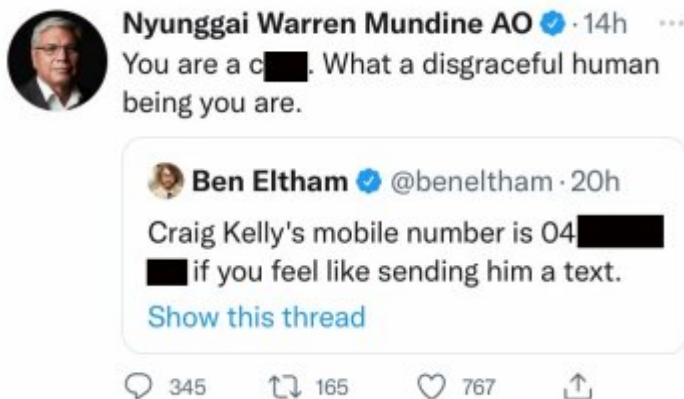 Nyunggai Warren Mundine AO · 14h ···
You are a c. What a disgraceful human
being you are.
Ben Eltham @beneltham · 20h
Craig Kelly's mobile number is 04
if you feel like sending him a text.
Show this thread
345 165 767